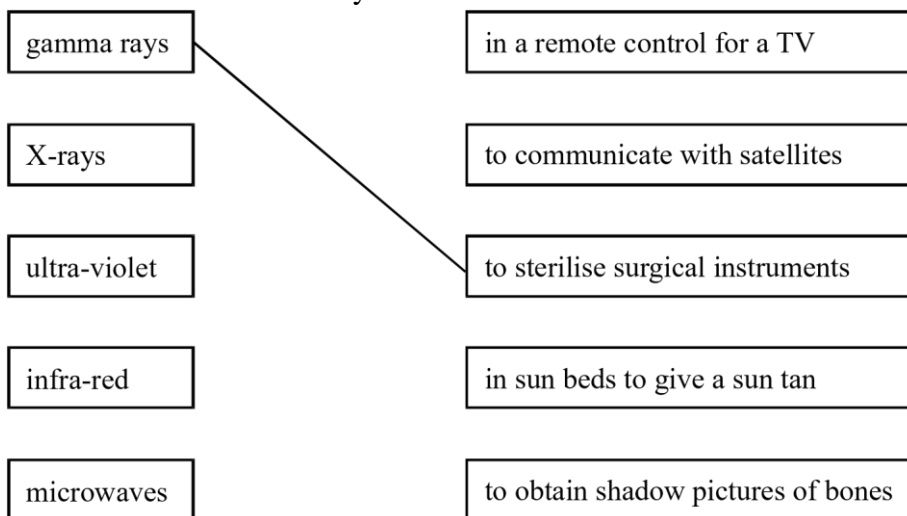 gamma rays
in a remote control for a TV
X-rays
to communicate with satellites
ultra-violet
to sterilise surgical instruments
infra-red
in sun beds to give a sun tan
microwaves
to obtain shadow pictures of bones